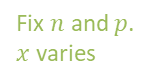 Fix n and p.
x varies